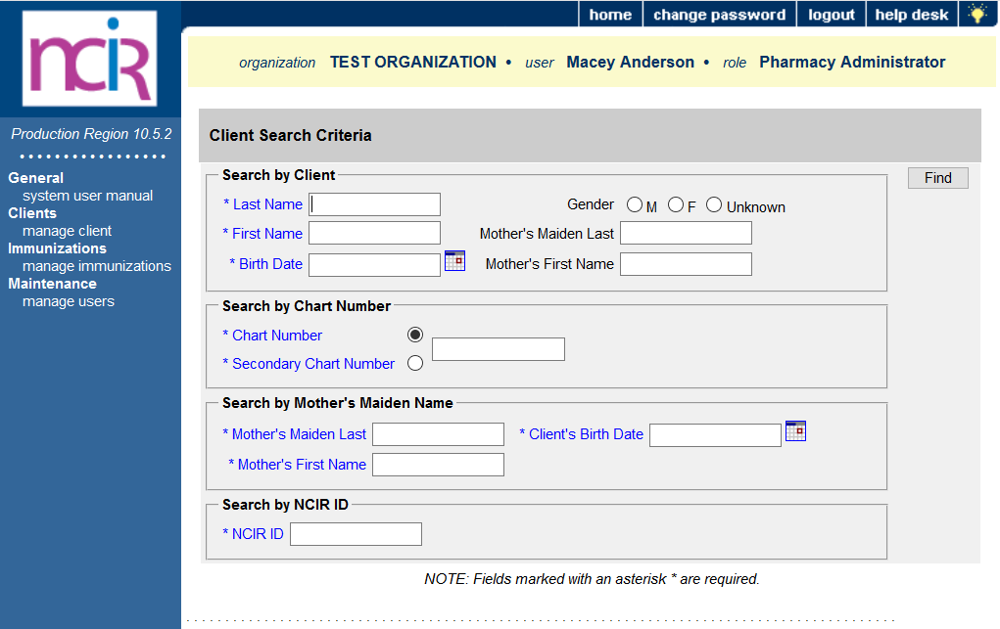 home change password logout help desk
ncir
organization TEST ORGANIZATION • user Macey Anderson • role Pharmacy Administrator
Production Region 10.5.2
General
system user manual
Clients
manage client
Immunizations
manage immunizations
Maintenance
manage users
Client Search Criteria
Search by Client
Find
* Last Name Gender M F Unknown
* First Name Mother's Maiden Last
* Birth Date Mother's First Name
Search by Chart Number
* Chart Number
* Secondary Chart Number
Search by Mother's Maiden Name
* Mother's Maiden Last * Client's Birth Date
* Mother's First Name
Search by NCIR ID
* NCIR ID
NOTE: Fields marked with an asterisk * are required.